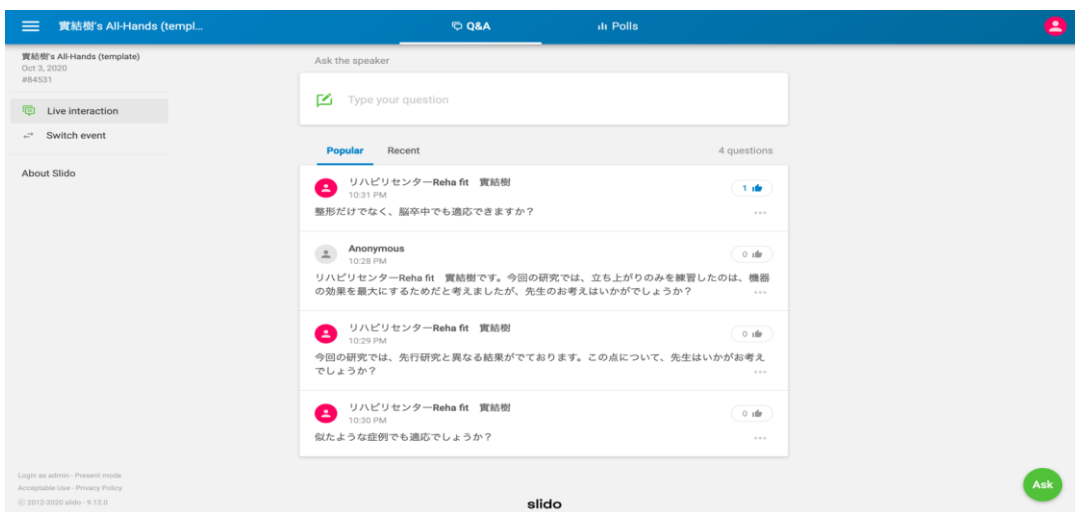 實結樹's All-Hands (templ...
Q&A
Polls
實結樹's All-Hands (template)
Oct 3, 2020
#84531
Live interaction
Switch event
About Slido
Ask the speaker
Type your question
Popular Recent 4 questions
リハビリセンターReha fit　實結樹
10:31 PM
1
整形だけでなく、脳卒中でも適応できますか？
Anonymous
10:28 PM
0
リハビリセンターReha fit　實結樹です。今回の研究では、立ち上がりのみを練習したのは、機器
の効果を最大にするためだと考えましたが、先生のお考えはいかがでしょうか？
リハビリセンターReha fit　實結樹
10:29 PM
0
今回の研究では、先行研究と異なる結果がでております。この点について、先生はいかがお考え
でしょうか？
リハビリセンターReha fit　實結樹
10:30 PM
0
似たような症例でも適応でしょうか？
Login as admin - Present mode
Acceptable Use - Privacy Policy
© 2012-2020 slido - 9.13.0
slido
Ask